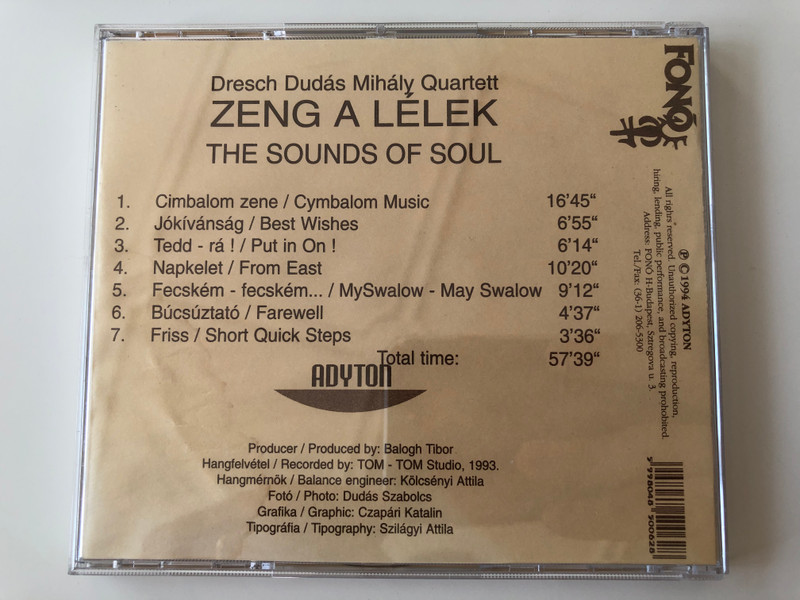 Dresch Dudás Mihály Quartett
ZENG A LÉLEK
THE SOUNDS OF SOUL
1. Cimbalom zene / Cymbalom Music 16'45"
2. Jókívánság / Best Wishes 6'55"
3. Tedd - rá ! / Put in On ! 6'14"
4. Napkelet / From East 10'20"
5. Fecském - fecském... / MySwalow - May Swalow 9'12"
6. Búcsúztató / Farewell 4'37"
7. Friss / Short Quick Steps 3'36"
Total time: 57'39"
ADYTON
Producer / Produced by: Balogh Tibor
Hangfelvétel / Recorded by: TOM - TOM Studio, 1993.
Hangmérnök / Balance engineer: Kölcsényi Attila
Fotó / Photo: Dudás Szabolcs
Grafika / Graphic: Czapári Katalin
Tipográfia / Tipography: Szilágyi Attila
FONÓ
℗ © 1994 ADYTON
All rights reserved. Unauthorized copying, reproduction,
hiring, lending, public performance, and broadcasting prohobited.
Address: FONÓ H-Budapest, Sztregova u. 3.
Tel./Fax: (36-1) 206-5300
5 998048 500628